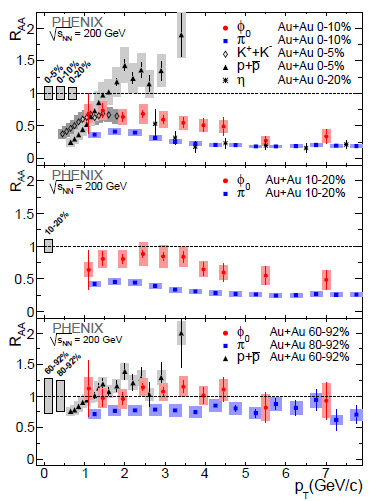 R_AA
PHENIX
√s_NN = 200 GeV
0-5%
0-10%
0-20%
ϕ Au+Au 0-10%
π⁰ Au+Au 0-10%
K⁺+K⁻ Au+Au 0-5%
p+p̅ Au+Au 0-5%
η Au+Au 0-20%
2
1.5
1
0.5
0
R_AA
PHENIX
√s_NN = 200 GeV
10-20%
ϕ Au+Au 10-20%
π⁰ Au+Au 10-20%
2
1.5
1
0.5
0
R_AA
PHENIX
√s_NN = 200 GeV
60-92%
80-92%
ϕ Au+Au 60-92%
π⁰ Au+Au 80-92%
p+p̅ Au+Au 60-92%
2
1.5
1
0.5
0
0 1 2 3 4 5 6 7
p_T(GeV/c)